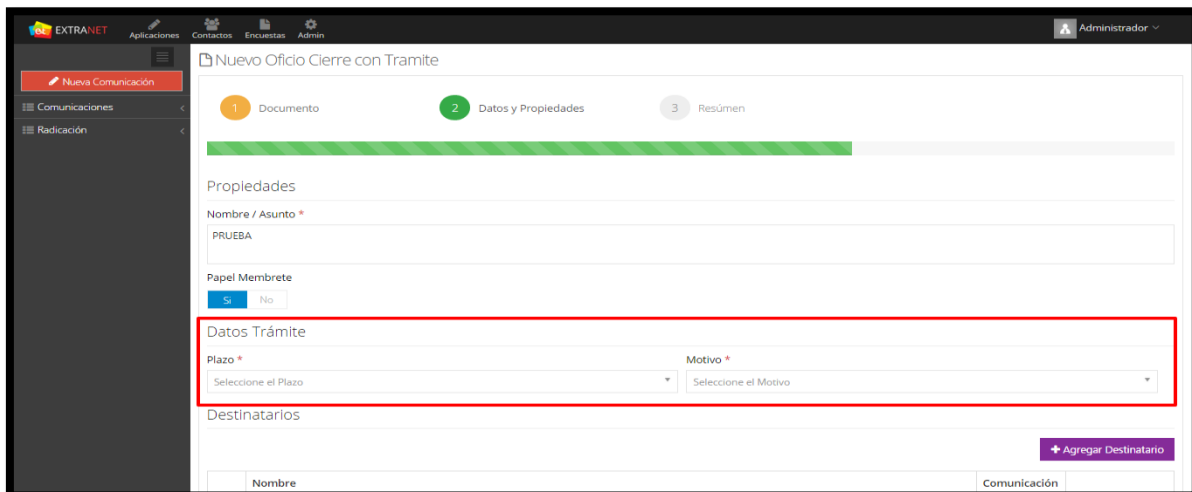 EXTRANET Aplicaciones Contactos Encuestas Admin Administrador
Nuevo Oficio Cierre con Tramite
Nueva Comunicación
Comunicaciones
Radicación
1 Documento 2 Datos y Propiedades 3 Resúmen
Propiedades
Nombre / Asunto *
PRUEBA
Papel Membrete
Si No
Datos Trámite
Plazo * Motivo *
Seleccione el Plazo Seleccione el Motivo
Destinatarios
+ Agregar Destinatario
Nombre Comunicación